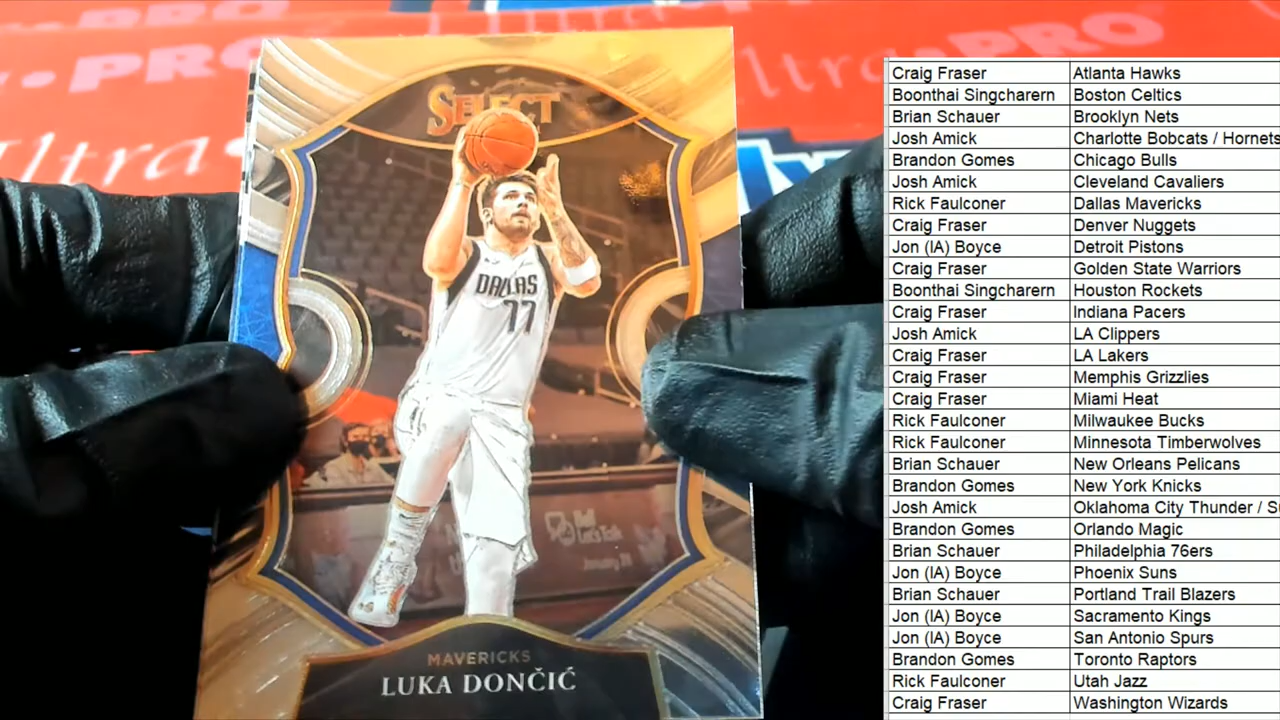 PRO
PRO
PRO
ltra
SELECT
DALLAS
77
MAVERICKS
LUKA DONČIĆ
Craig Fraser Atlanta Hawks
Boonthai Singcharern Boston Celtics
Brian Schauer Brooklyn Nets
Josh Amick Charlotte Bobcats / Hornets
Brandon Gomes Chicago Bulls
Josh Amick Cleveland Cavaliers
Rick Faulconer Dallas Mavericks
Craig Fraser Denver Nuggets
Jon (IA) Boyce Detroit Pistons
Craig Fraser Golden State Warriors
Boonthai Singcharern Houston Rockets
Craig Fraser Indiana Pacers
Josh Amick LA Clippers
Craig Fraser LA Lakers
Craig Fraser Memphis Grizzlies
Craig Fraser Miami Heat
Rick Faulconer Milwaukee Bucks
Rick Faulconer Minnesota Timberwolves
Brian Schauer New Orleans Pelicans
Brandon Gomes New York Knicks
Josh Amick Oklahoma City Thunder / S
Brandon Gomes Orlando Magic
Brian Schauer Philadelphia 76ers
Jon (IA) Boyce Phoenix Suns
Brian Schauer Portland Trail Blazers
Jon (IA) Boyce Sacramento Kings
Jon (IA) Boyce San Antonio Spurs
Brandon Gomes Toronto Raptors
Rick Faulconer Utah Jazz
Craig Fraser Washington Wizards